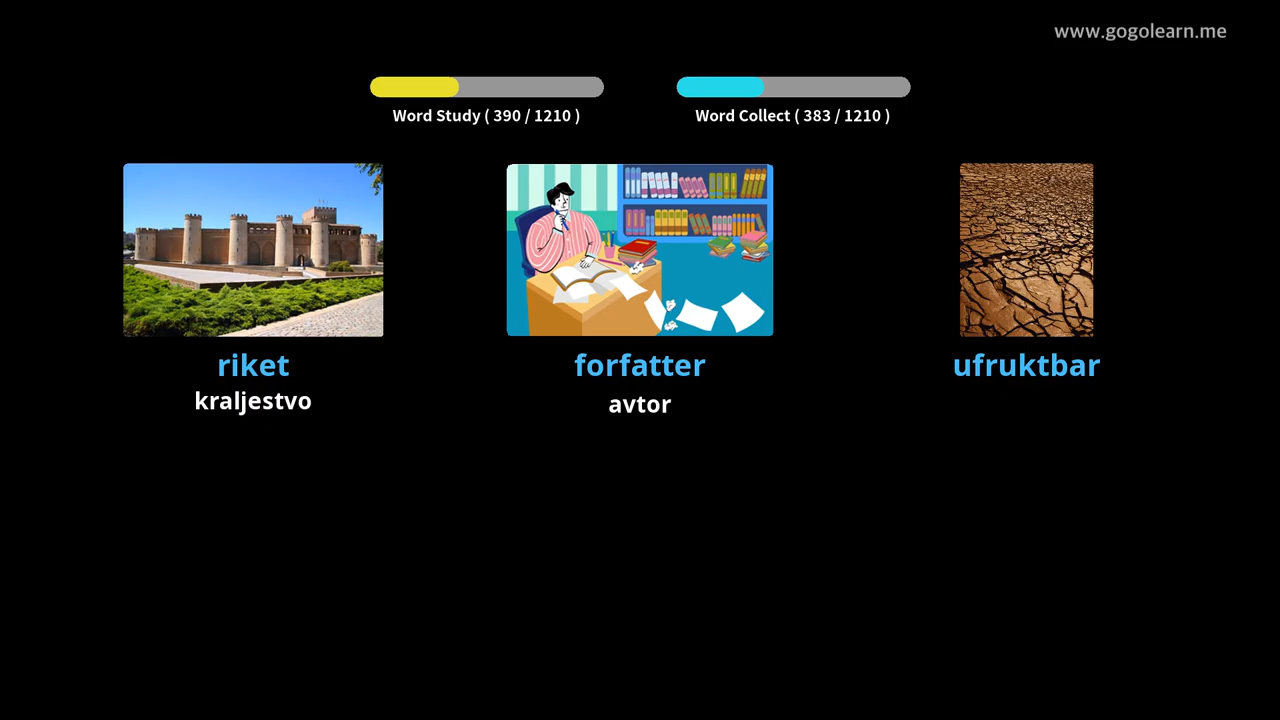 www.gogolearn.me
Word Study ( 390 / 1210 )
Word Collect ( 383 / 1210 )
riket
forfatter
ufruktbar
kraljestvo
avtor